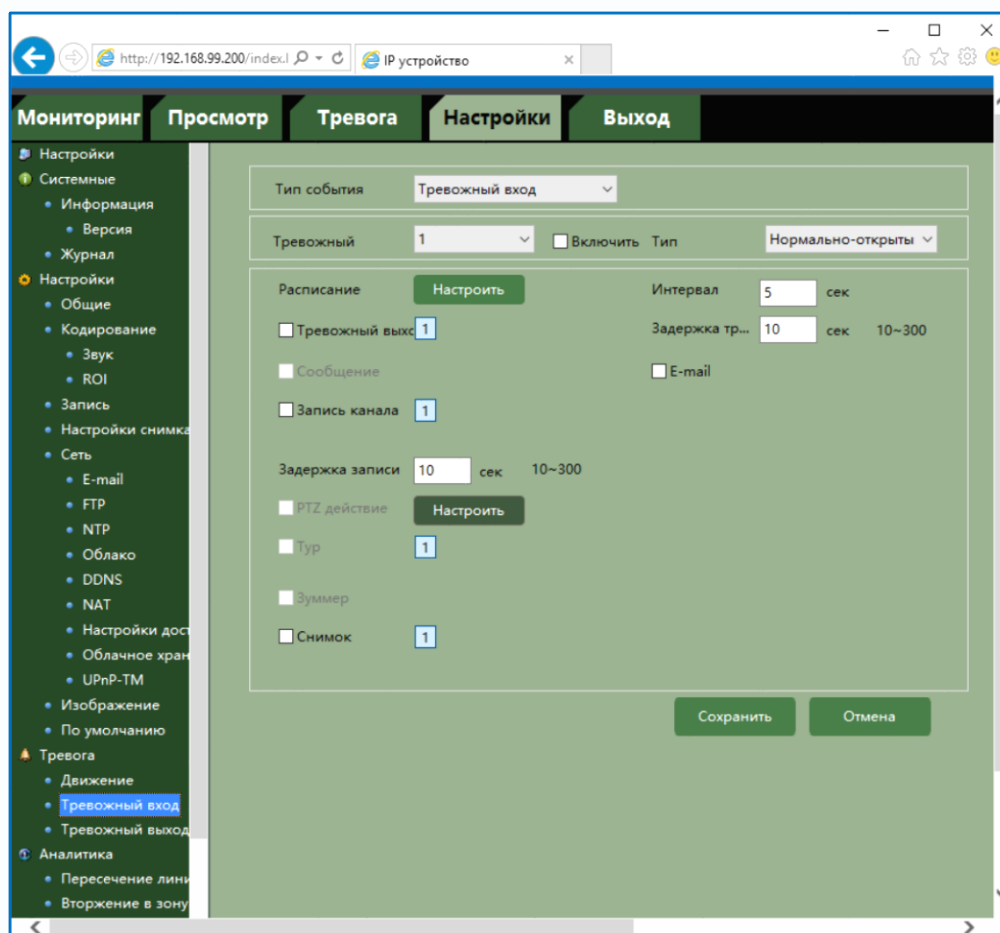 http://192.168.99.200/index.l
IP устройство
Мониторинг Просмотр Тревога Настройки Выход
Настройки
Системные
Информация
Версия
Журнал
Настройки
Общие
Кодирование
Звук
ROI
Запись
Настройки снимка
Сеть
E-mail
FTP
NTP
Облако
DDNS
NAT
Настройки дост
Облачное хран
UPnP-TM
Изображение
По умолчанию
Тревога
Движение
Тревожный вход
Тревожный выход
Аналитика
Пересечение лини
Вторжение в зону
Тип события Тревожный вход
Тревожный 1 Включить Тип Нормально-открыты
Расписание Настроить Интервал 5 сек
Тревожный выхо 1 Задержка тр... 10 сек 10~300
Сообщение E-mail
Запись канала 1
Задержка записи 10 сек 10~300
PTZ действие Настроить
Тур 1
Зуммер
Снимок 1
Сохранить Отмена